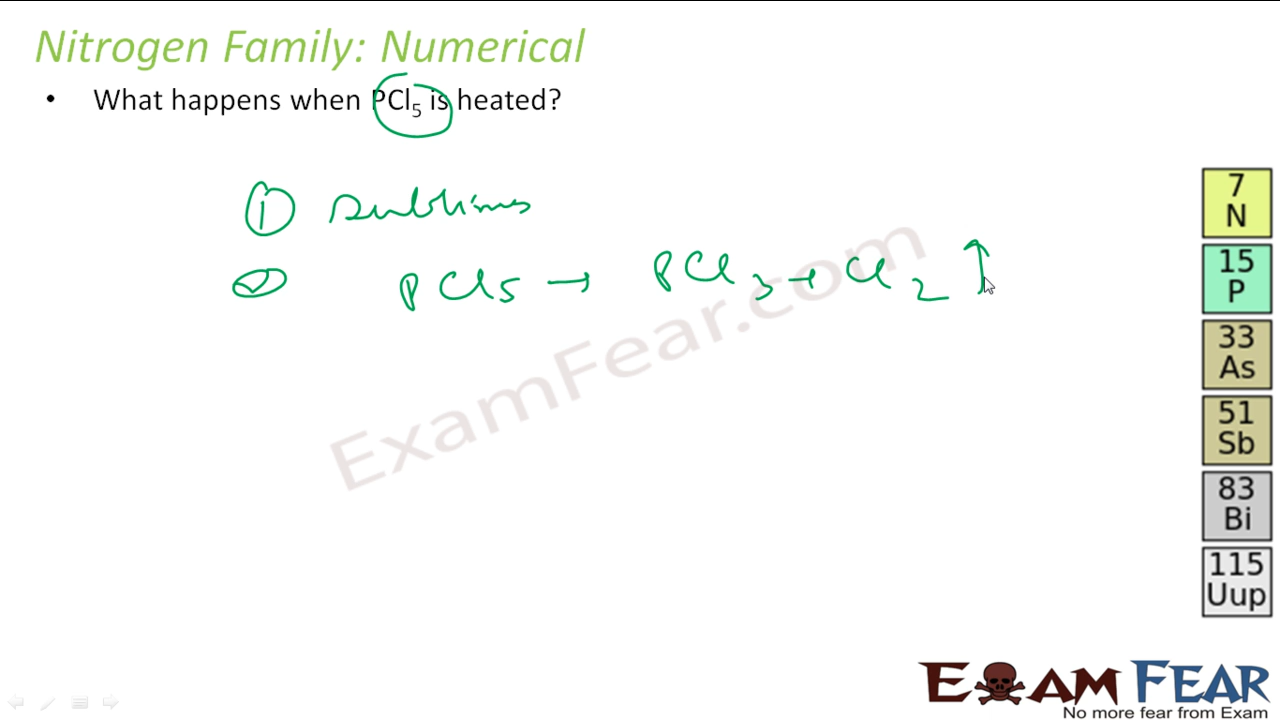 Nitrogen Family: Numerical
• What happens when PCl₅ is heated?
① sublimes
② PCl₅ → PCl₃ + Cl₂ ↑
ExamFear.com
7
N
15
P
33
As
51
Sb
83
Bi
115
Uup
EXAM FEAR
No more fear from Exam